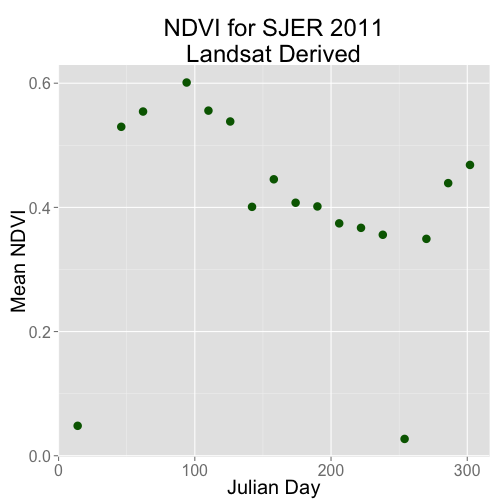 NDVI for SJER 2011
Landsat Derived
Mean NDVI
0.6
0.4
0.2
0.0
0 100 200 300
Julian Day